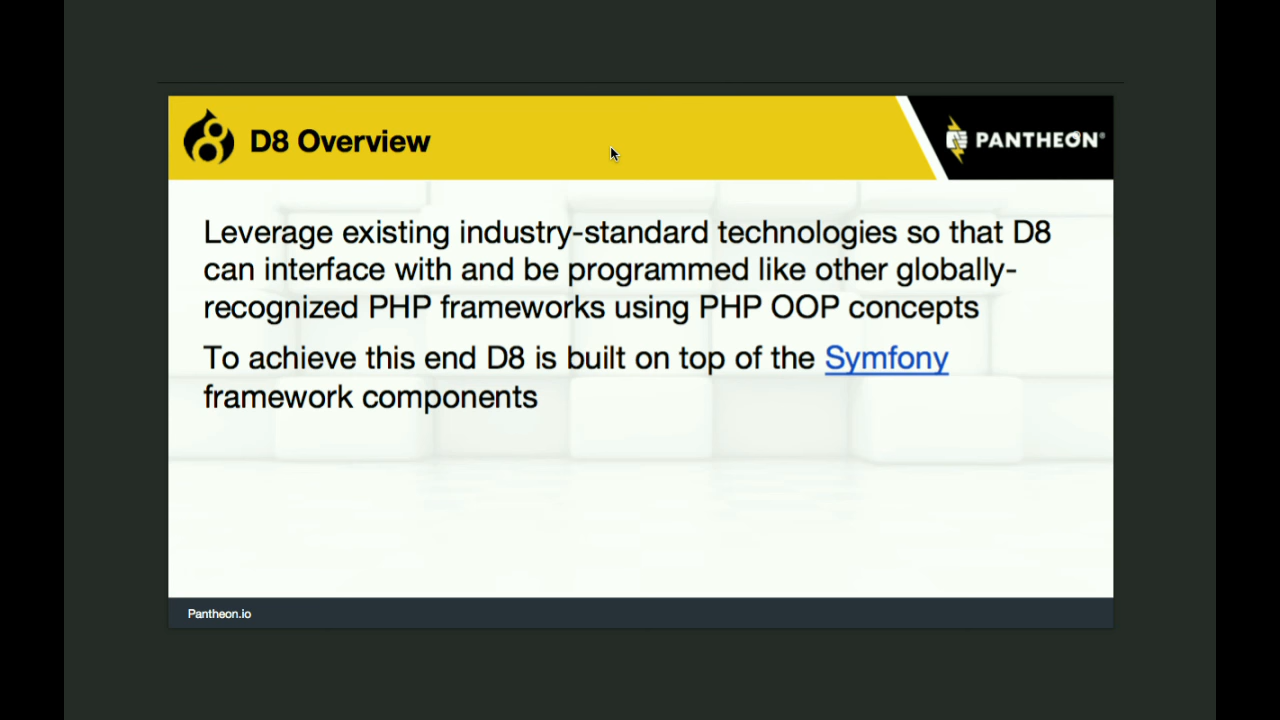 D8 Overview
PANTHEON®
Leverage existing industry-standard technologies so that D8
can interface with and be programmed like other globally-
recognized PHP frameworks using PHP OOP concepts
To achieve this end D8 is built on top of the Symfony
framework components
Pantheon.io